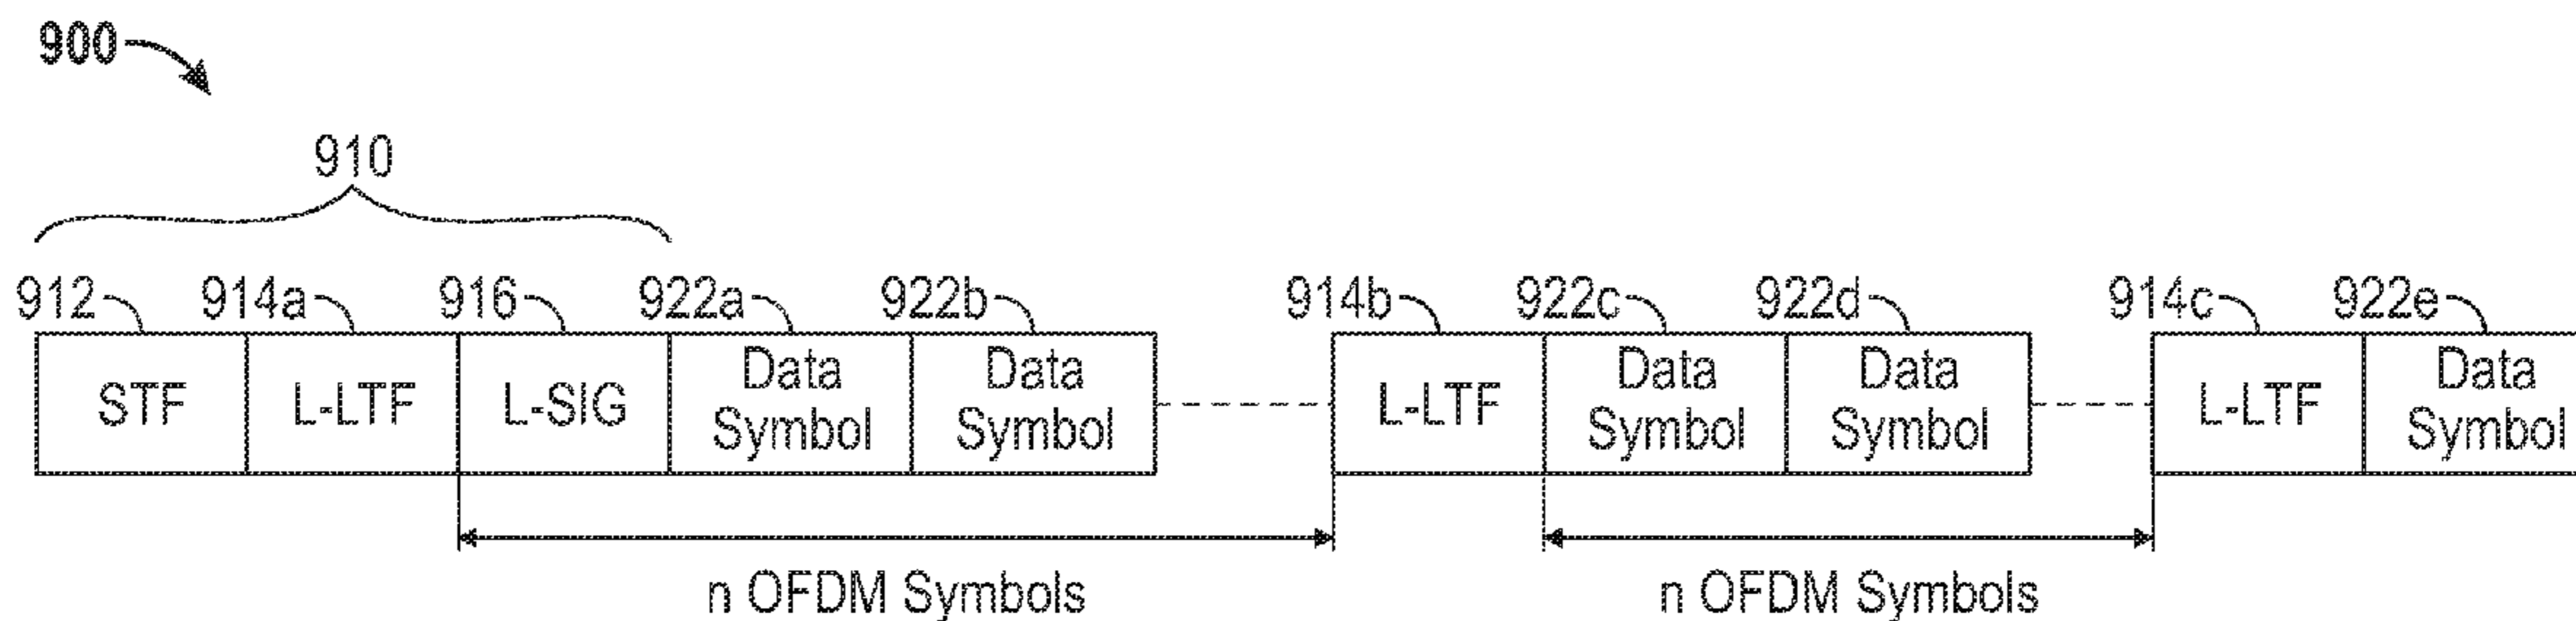 900
910
912 914a 916 922a 922b 914b 922c 922d 914c 922e
STF L-LTF L-SIG Data Symbol Data Symbol L-LTF Data Symbol Data Symbol L-LTF Data Symbol
n OFDM Symbols n OFDM Symbols